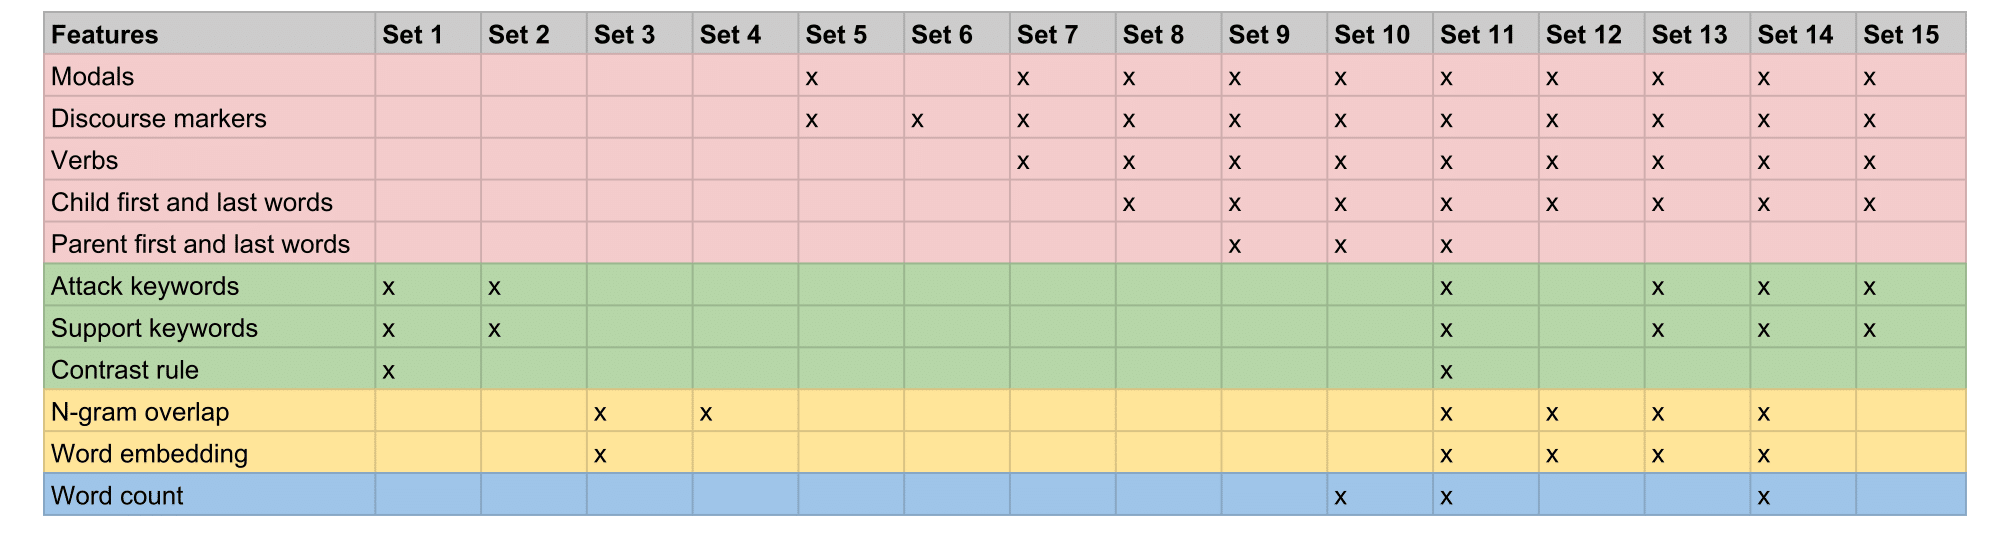 Features Set 1 Set 2 Set 3 Set 4 Set 5 Set 6 Set 7 Set 8 Set 9 Set 10 Set 11 Set 12 Set 13 Set 14 Set 15
Modals x x x x x x x x x x
Discourse markers x x x x x x x x x x x
Verbs x x x x x x x x x
Child first and last words x x x x x x x x
Parent first and last words x x x
Attack keywords x x x x x x
Support keywords x x x x x x
Contrast rule x x
N-gram overlap x x x x x x
Word embedding x x x x x
Word count x x x